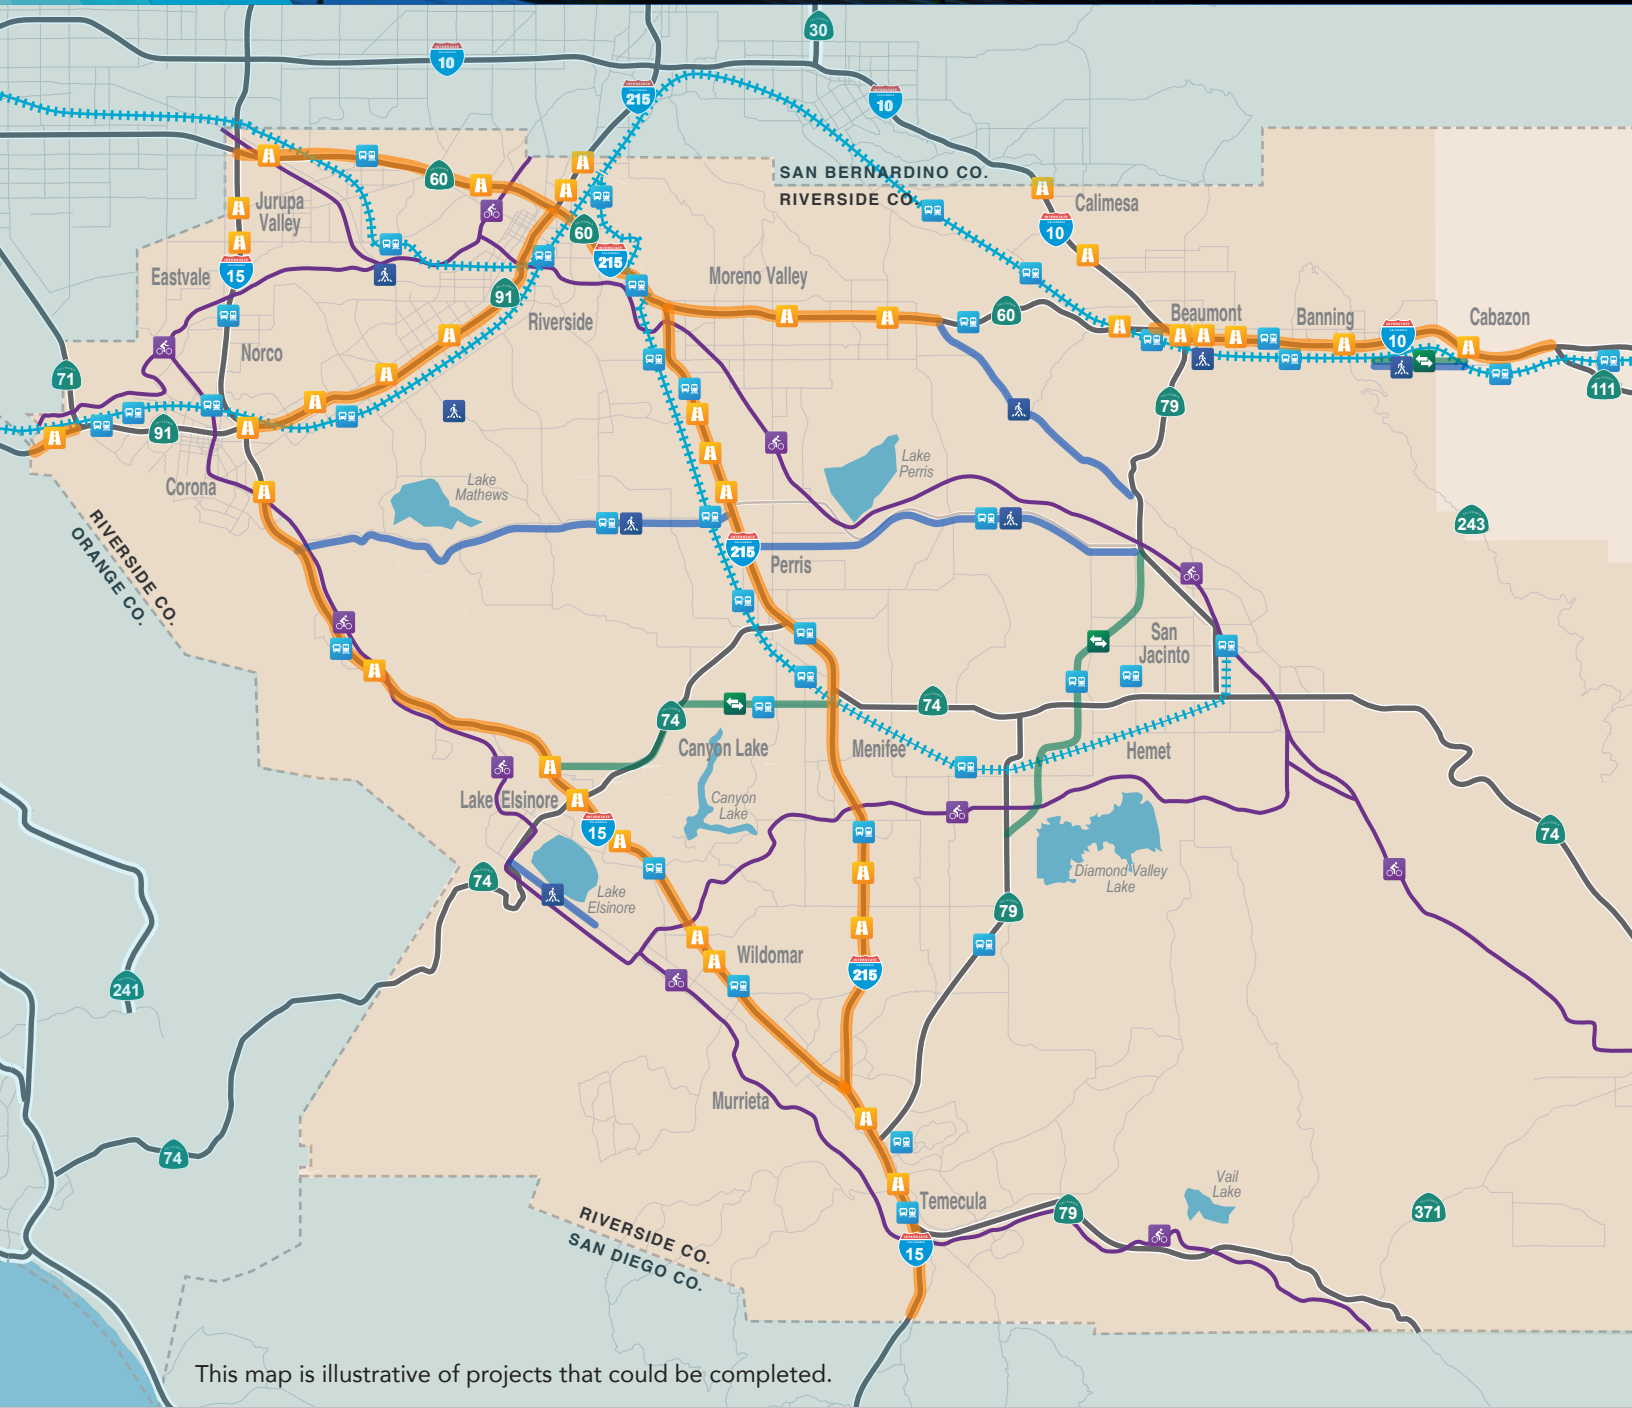 30
10
215
10
SAN BERNARDINO CO.
RIVERSIDE CO.
60
Jurupa
Valley
Calimesa
10
60
215
15
Eastvale
Moreno Valley
91
Riverside
60
Beaumont
Banning
10
Cabazon
Norco
71
79
111
91
Corona
Lake
Mathews
Lake
Perris
243
RIVERSIDE CO.
ORANGE CO.
215
Perris
San
Jacinto
74
74
Canyon Lake
Menifee
Hemet
Lake Elsinore
Canyon
Lake
15
74
Diamond Valley
Lake
74
Lake
Elsinore
79
Wildomar
215
241
Murrieta
74
Temecula
Vail
Lake
79
371
RIVERSIDE CO.
SAN DIEGO CO.
15
This map is illustrative of projects that could be completed.